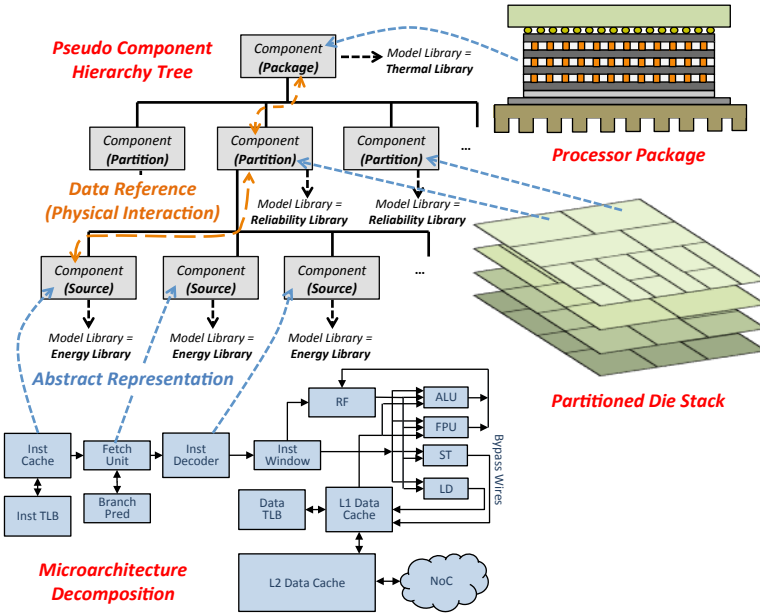 Pseudo Component
Hierarchy Tree
Component
(Package)
Model Library =
Thermal Library
Processor Package
Component
(Partition)
Component
(Partition)
Component
(Partition)
...
Data Reference
(Physical Interaction)
Model Library =
Reliability Library
Model Library =
Reliability Library
Component
(Source)
Component
(Source)
Component
(Source)
...
Model Library =
Energy Library
Model Library =
Energy Library
Model Library =
Energy Library
Abstract Representation
Partitioned Die Stack
RF
ALU
FPU
ST
LD
Bypass Wires
Inst
Cache
Fetch
Unit
Inst
Decoder
Inst
Window
Inst TLB
Branch
Pred
Data
TLB
L1 Data
Cache
L2 Data Cache
NoC
Microarchitecture
Decomposition